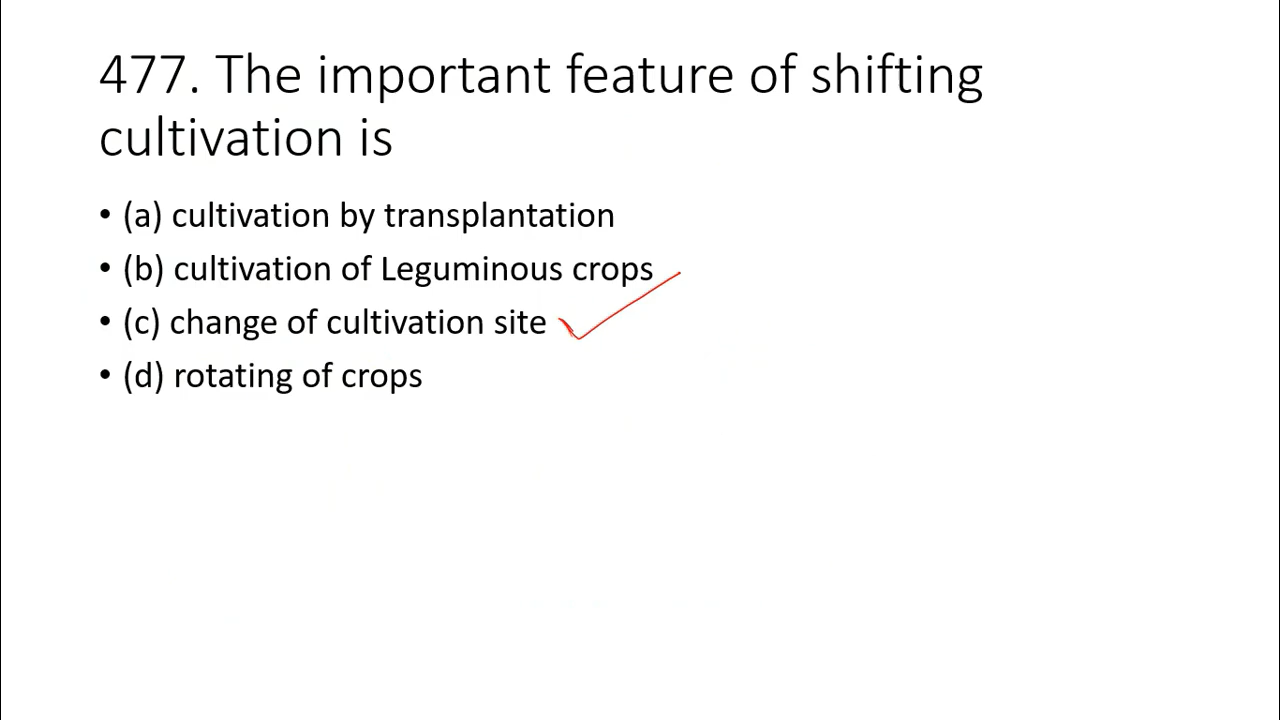 477. The important feature of shifting
cultivation is
• (a) cultivation by transplantation
• (b) cultivation of Leguminous crops
• (c) change of cultivation site
• (d) rotating of crops